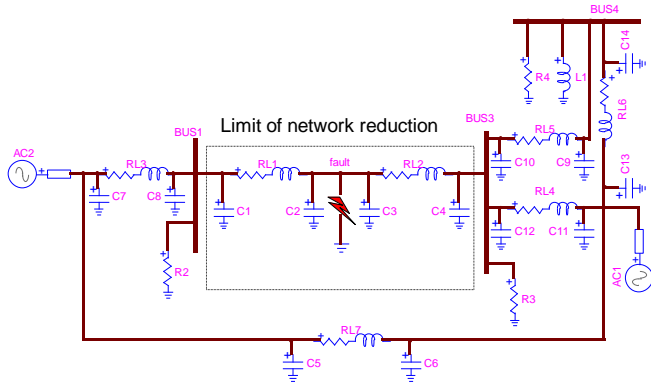 BUS4
C14
R4
L1
RL6
Limit of network reduction
BUS3
BUS1
RL5
AC2
RL3
RL1
fault
RL2
C10
C9
C13
RL4
C7
C8
C1
C2
C3
C4
C12
C11
R2
AC1
R3
RL7
C5
C6